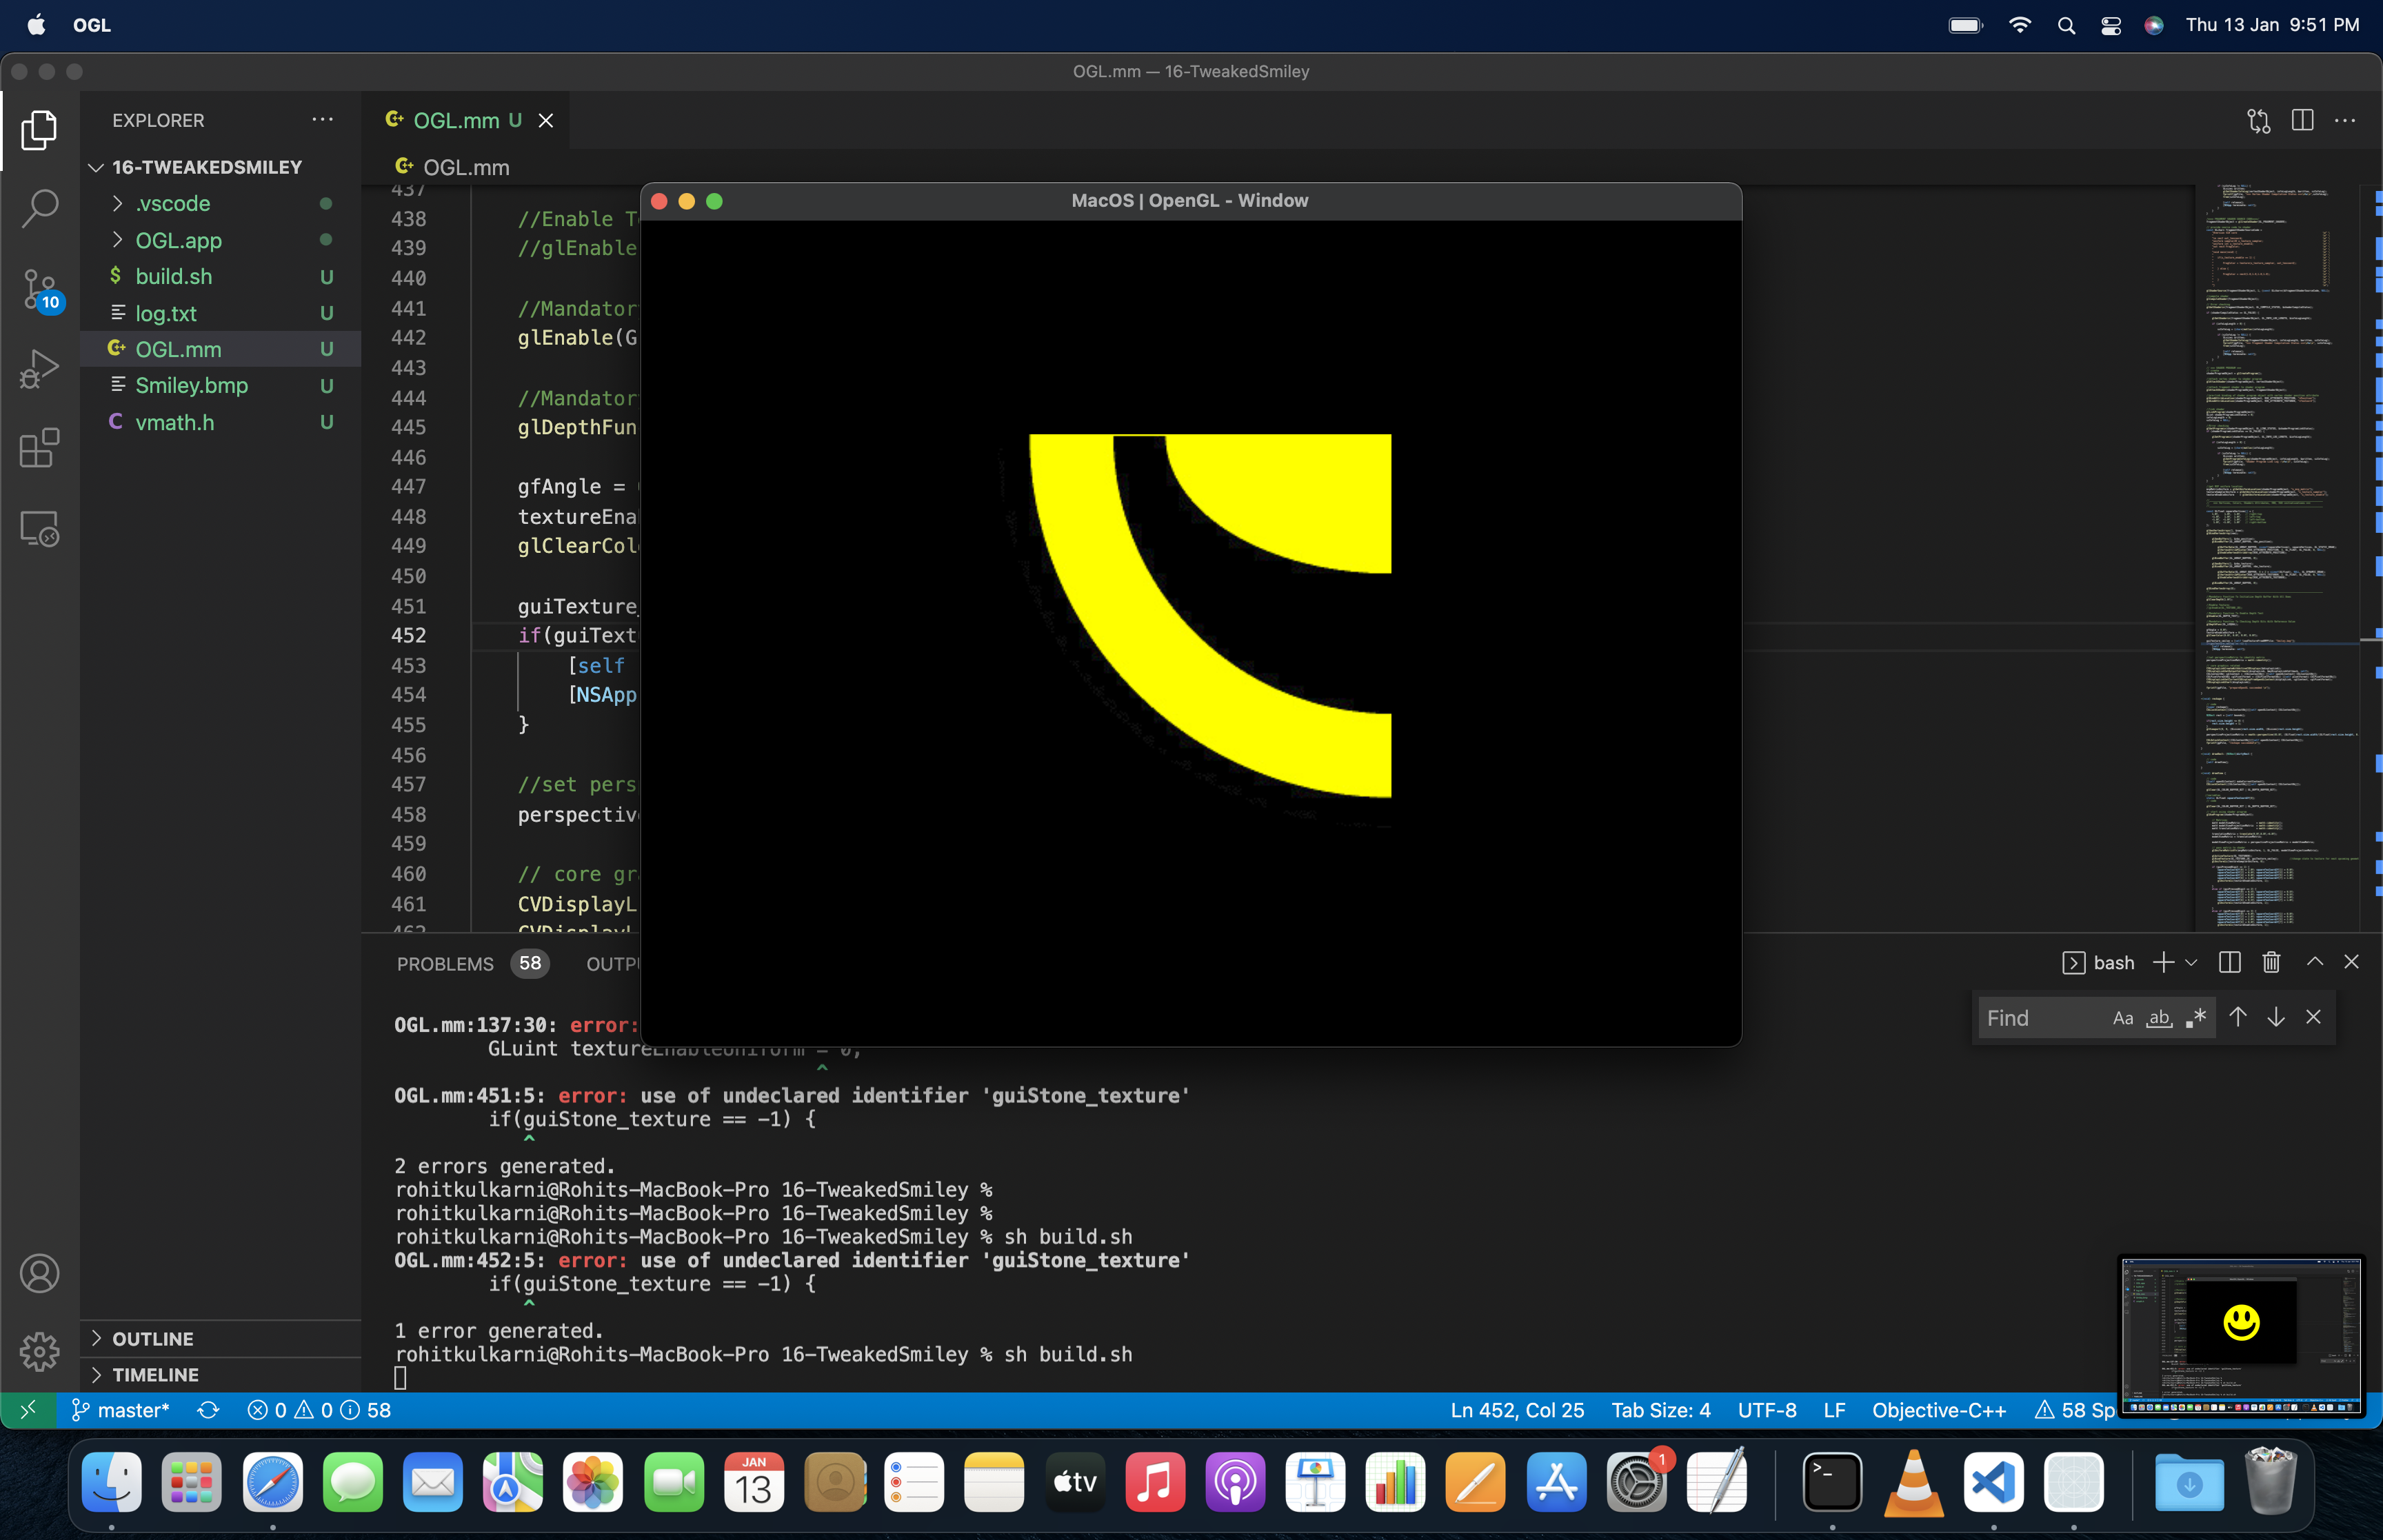 OGL
Thu 13 Jan 9:51 PM
OGL.mm — 16-TweakedSmiley
EXPLORER
16-TWEAKEDSMILEY
.vscode
OGL.app
build.sh U
log.txt U
OGL.mm U
Smiley.bmp U
vmath.h U
10
OUTLINE
TIMELINE
OGL.mm U
OGL.mm
437
438 //Enable T
439 //glEnable
440
441 //Mandator
442 glEnable(G
443
444 //Mandator
445 glDepthFun
446
447 gfAngle =
448 textureEna
449 glClearCol
450
451 guiTexture_
452 if(guiText
453 [self
454 [NSApp
455 }
456
457 //set pers
458 perspectiv
459
460 // core gr
461 CVDisplayL
462 CVDisplayL
MacOS | OpenGL - Window
PROBLEMS 58 OUTPU
bash
Find Aa ab
OGL.mm:137:30: error:
GLuint textureEnableUniform = 0;
^
OGL.mm:451:5: error: use of undeclared identifier 'guiStone_texture'
if(guiStone_texture == -1) {
^
2 errors generated.
rohitkulkarni@Rohits-MacBook-Pro 16-TweakedSmiley %
rohitkulkarni@Rohits-MacBook-Pro 16-TweakedSmiley %
rohitkulkarni@Rohits-MacBook-Pro 16-TweakedSmiley % sh build.sh
OGL.mm:452:5: error: use of undeclared identifier 'guiStone_texture'
if(guiStone_texture == -1) {
^
1 error generated.
rohitkulkarni@Rohits-MacBook-Pro 16-TweakedSmiley % sh build.sh
master* 0 0 58
Ln 452, Col 25 Tab Size: 4 UTF-8 LF Objective-C++ 58 Sp
JAN
13
tv
1
>_